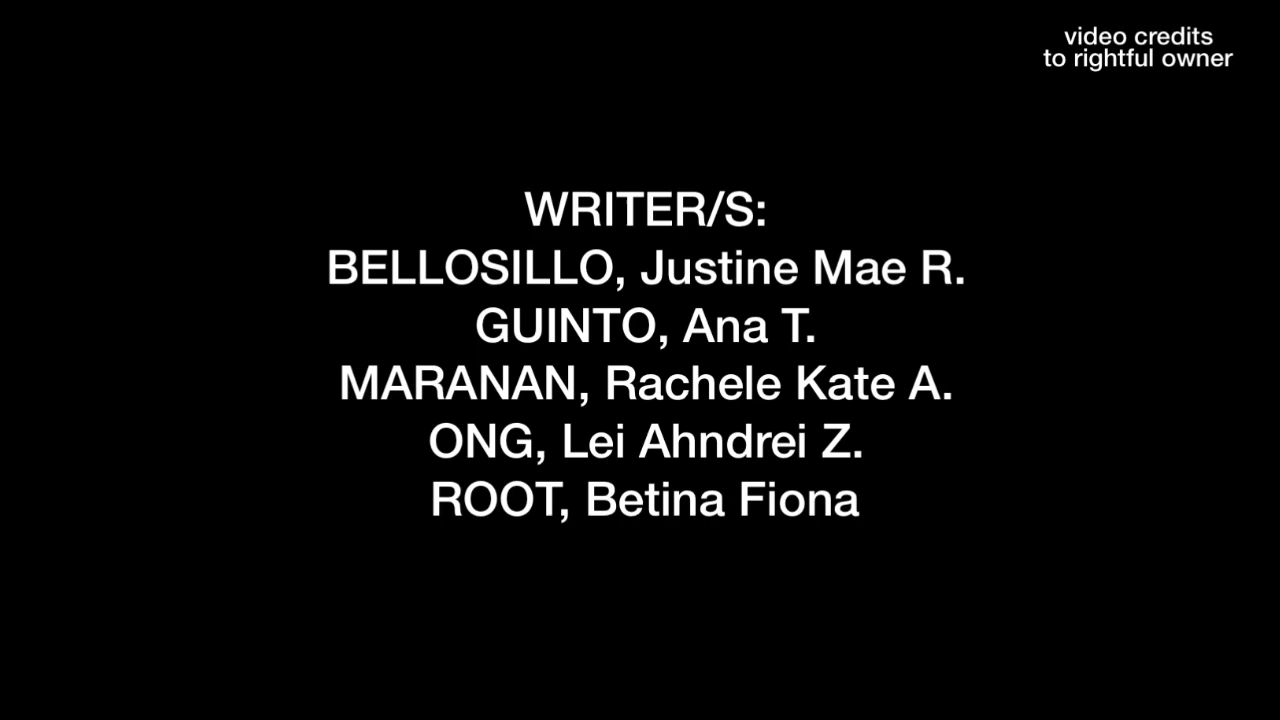 video credits
to rightful owner
WRITER/S:
BELLOSILLO, Justine Mae R.
GUINTO, Ana T.
MARANAN, Rachele Kate A.
ONG, Lei Ahndrei Z.
ROOT, Betina Fiona